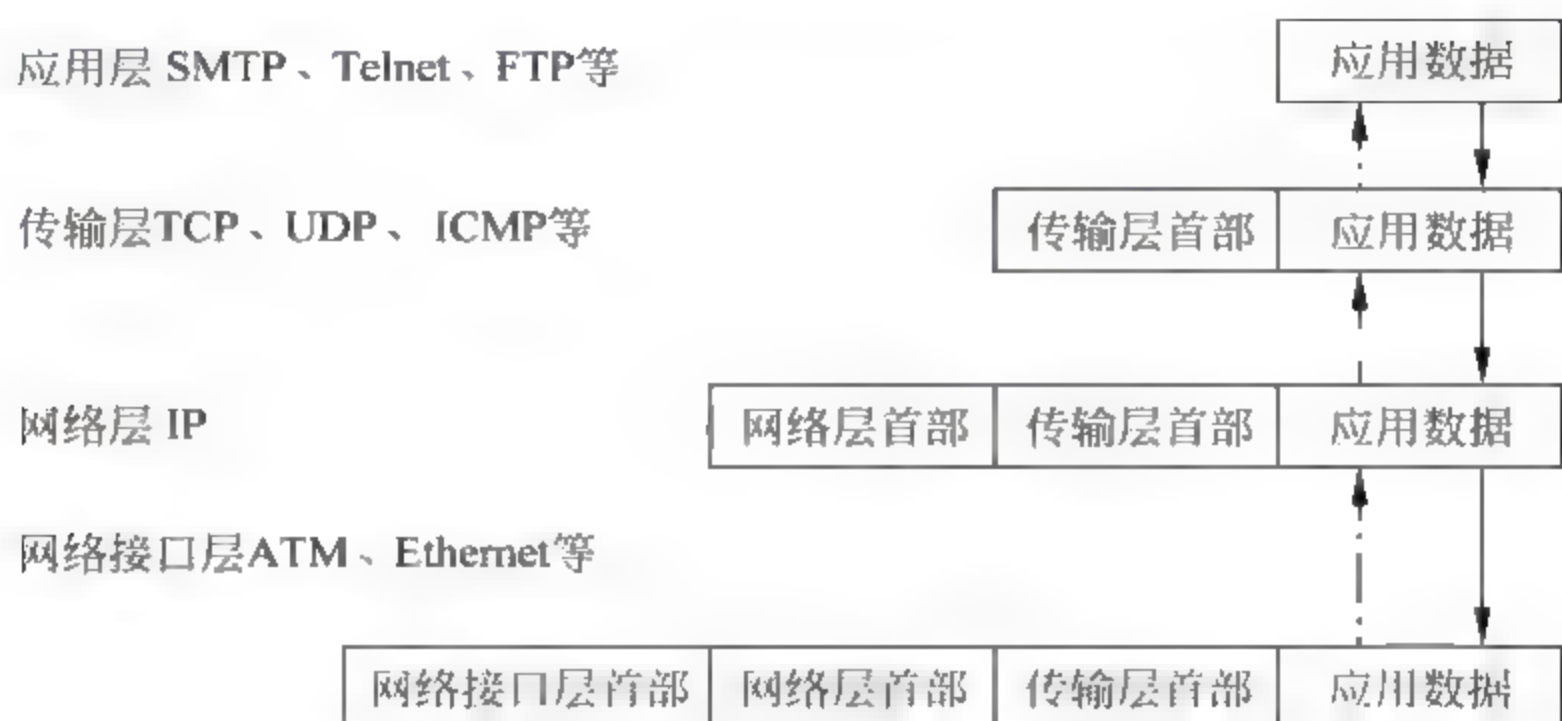 应用层 SMTP、Telnet、FTP等
应用数据
传输层TCP、UDP、 ICMP等
传输层首部 应用数据
网络层 IP
网络层首部 传输层首部 应用数据
网络接口层ATM、Ethernet等
网络接口层首部 网络层首部 传输层首部 应用数据